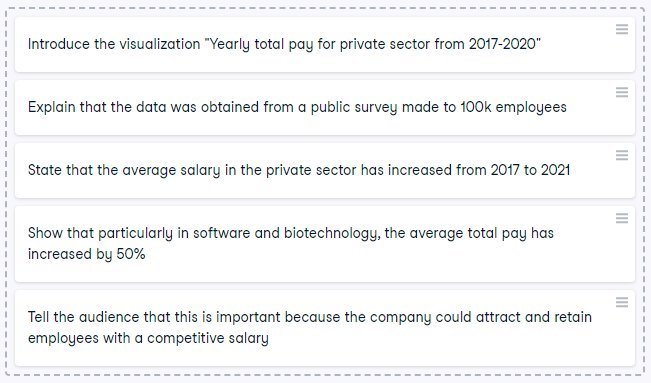 Introduce the visualization "Yearly total pay for private sector from 2017-2020"
Explain that the data was obtained from a public survey made to 100k employees
State that the average salary in the private sector has increased from 2017 to 2021
Show that particularly in software and biotechnology, the average total pay has
increased by 50%
Tell the audience that this is important because the company could attract and retain
employees with a competitive salary